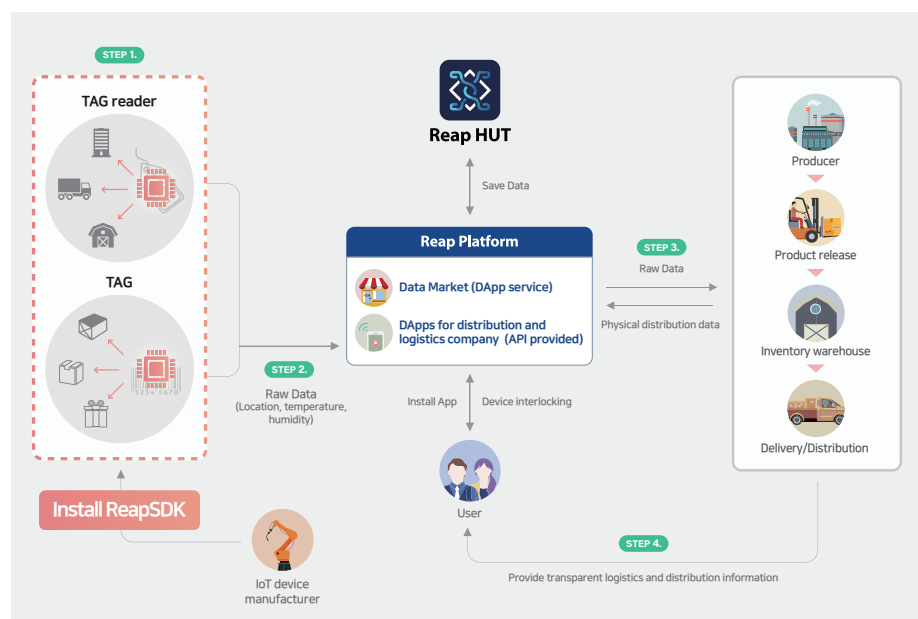 STEP 1.
TAG reader
TAG
1234"5678"
Install ReapSDK
IoT device
manufacturer
STEP 2.
Raw Data
(Location, temperature,
humidity)
Reap HUT
Save Data
Reap Platform
Data Market (DApp service)
DApps for distribution and
logistics company (API provided)
Install App
Device interlocking
User
STEP 3.
Raw Data
Physical distribution data
Producer
Product release
Inventory warehouse
Delivery/Distribution
STEP 4.
Provide transparent logistics and distribution information